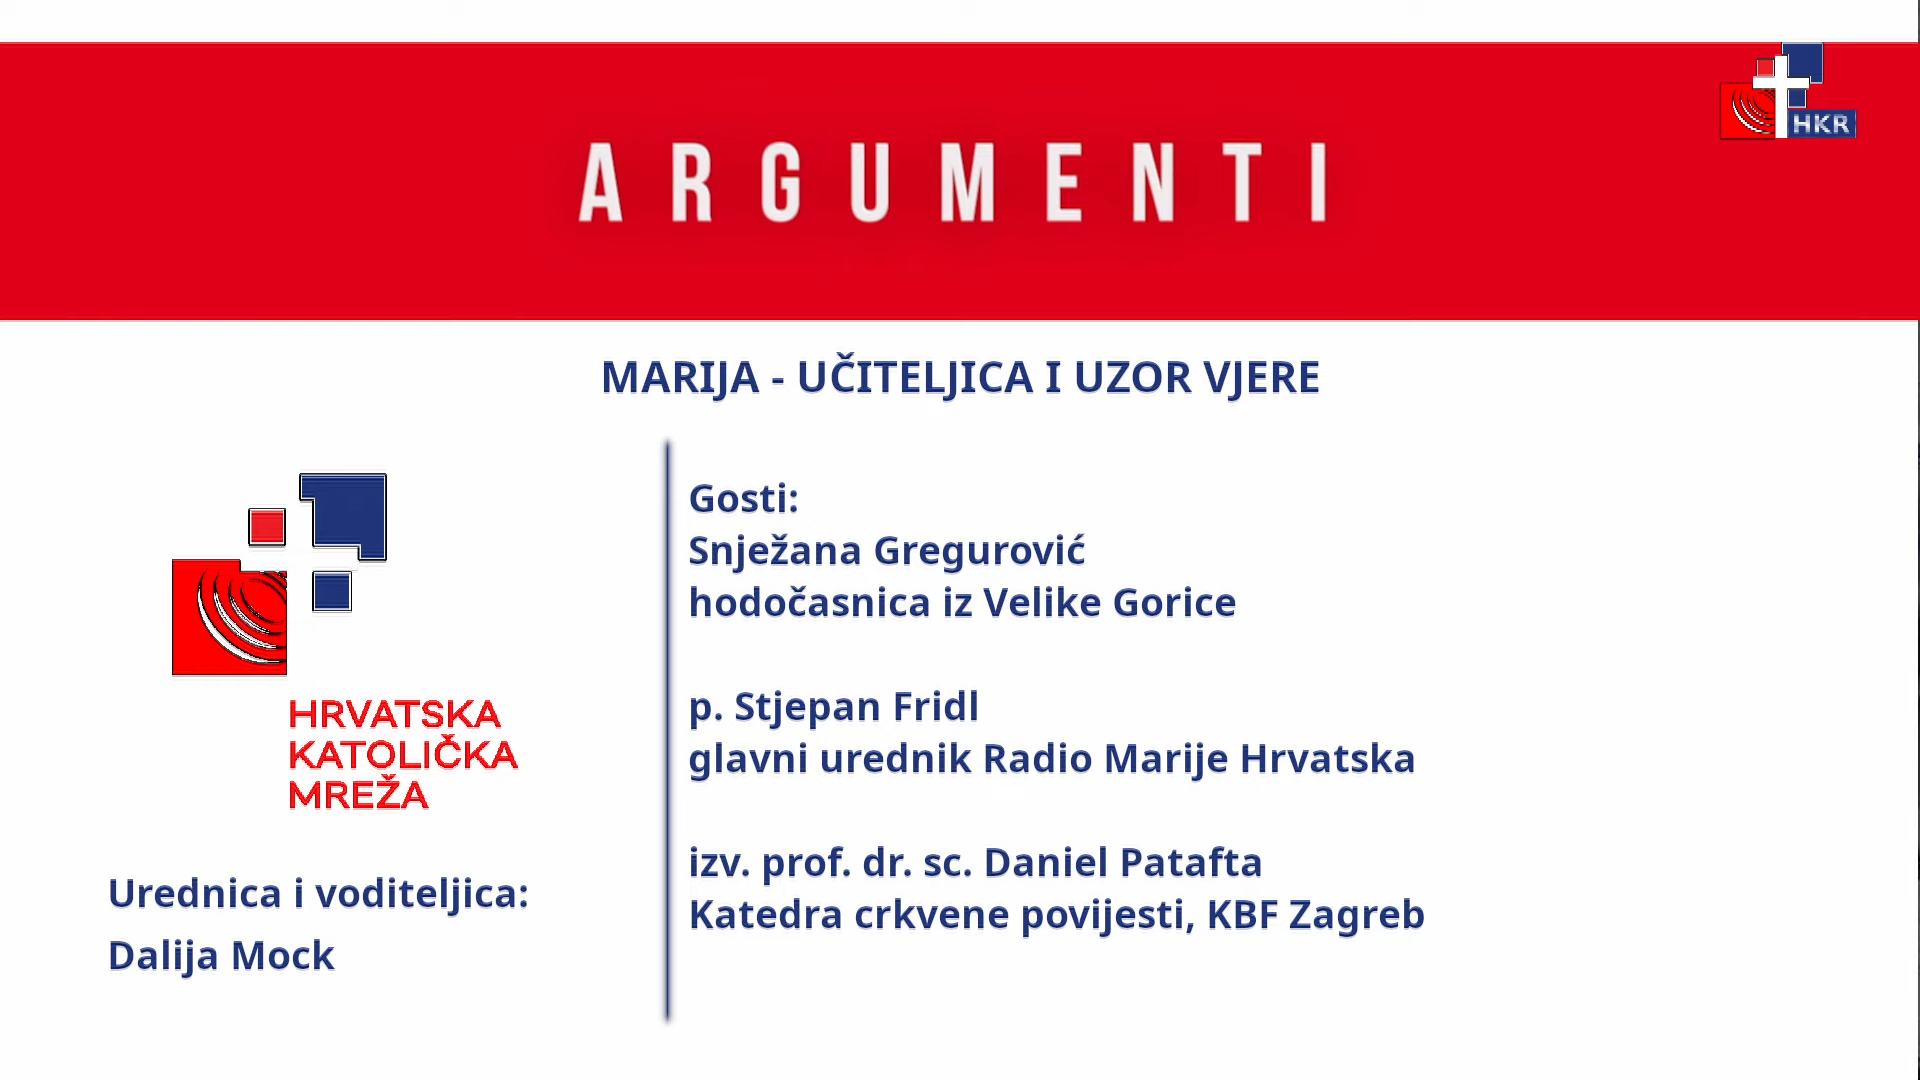 HKR
ARGUMENTI
MARIJA - UČITELJICA I UZOR VJERE
HRVATSKA
KATOLIČKA
MREŽA
Urednica i voditeljica:
Dalija Mock
Gosti:
Snježana Gregurović
hodočasnica iz Velike Gorice
p. Stjepan Fridl
glavni urednik Radio Marije Hrvatska
izv. prof. dr. sc. Daniel Patafta
Katedra crkvene povijesti, KBF Zagreb